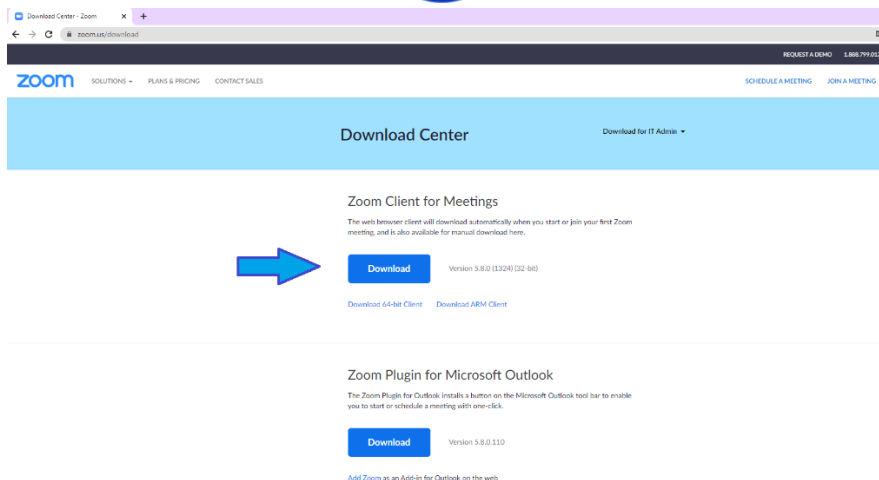 Download Center - Zoom
zoom.us/download
REQUEST A DEMO 1.888.799.012
zoom SOLUTIONS PLANS & PRICING CONTACT SALES SCHEDULE A MEETING JOIN A MEETING
Download Center Download for IT Admin
Zoom Client for Meetings
The web browser client will download automatically when you start or join your first Zoom
meeting, and is also available for manual download here.
Download Version 5.8.0 (1324) (32-bit)
Download 64-bit Client Download ARM Client
Zoom Plugin for Microsoft Outlook
The Zoom Plugin for Outlook installs a button on the Microsoft Outlook tool bar to enable
you to start or schedule a meeting with one-click.
Download Version 5.8.0.110
Add Zoom as an Add-in for Outlook on the web